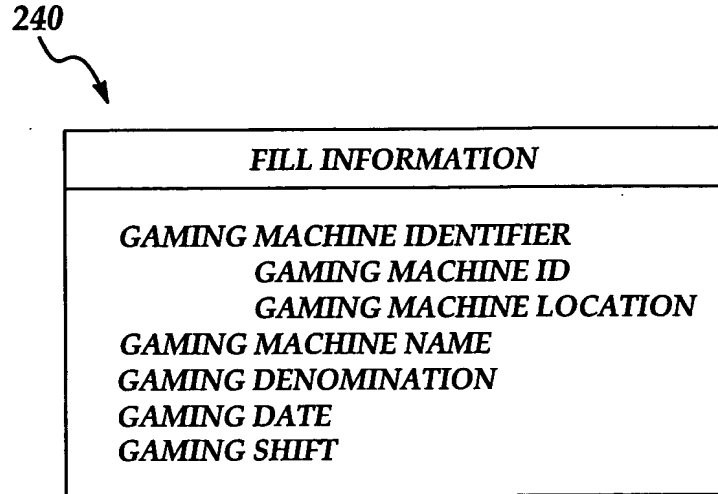 240
FILL INFORMATION
GAMING MACHINE IDENTIFIER
GAMING MACHINE ID
GAMING MACHINE LOCATION
GAMING MACHINE NAME
GAMING DENOMINATION
GAMING DATE
GAMING SHIFT